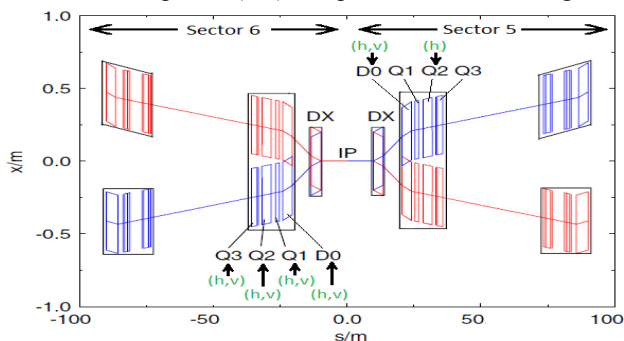 Sector 6 Sector 5
(h,v) (h)
D0 Q1 Q2 Q3
DX DX
IP
Q3 Q2 Q1 D0
(h,v) (h,v) (h,v) (h,v)
x/m
1.0
0.5
0.0
-0.5
-1.0
-100 -50 0.0 50 100
s/m